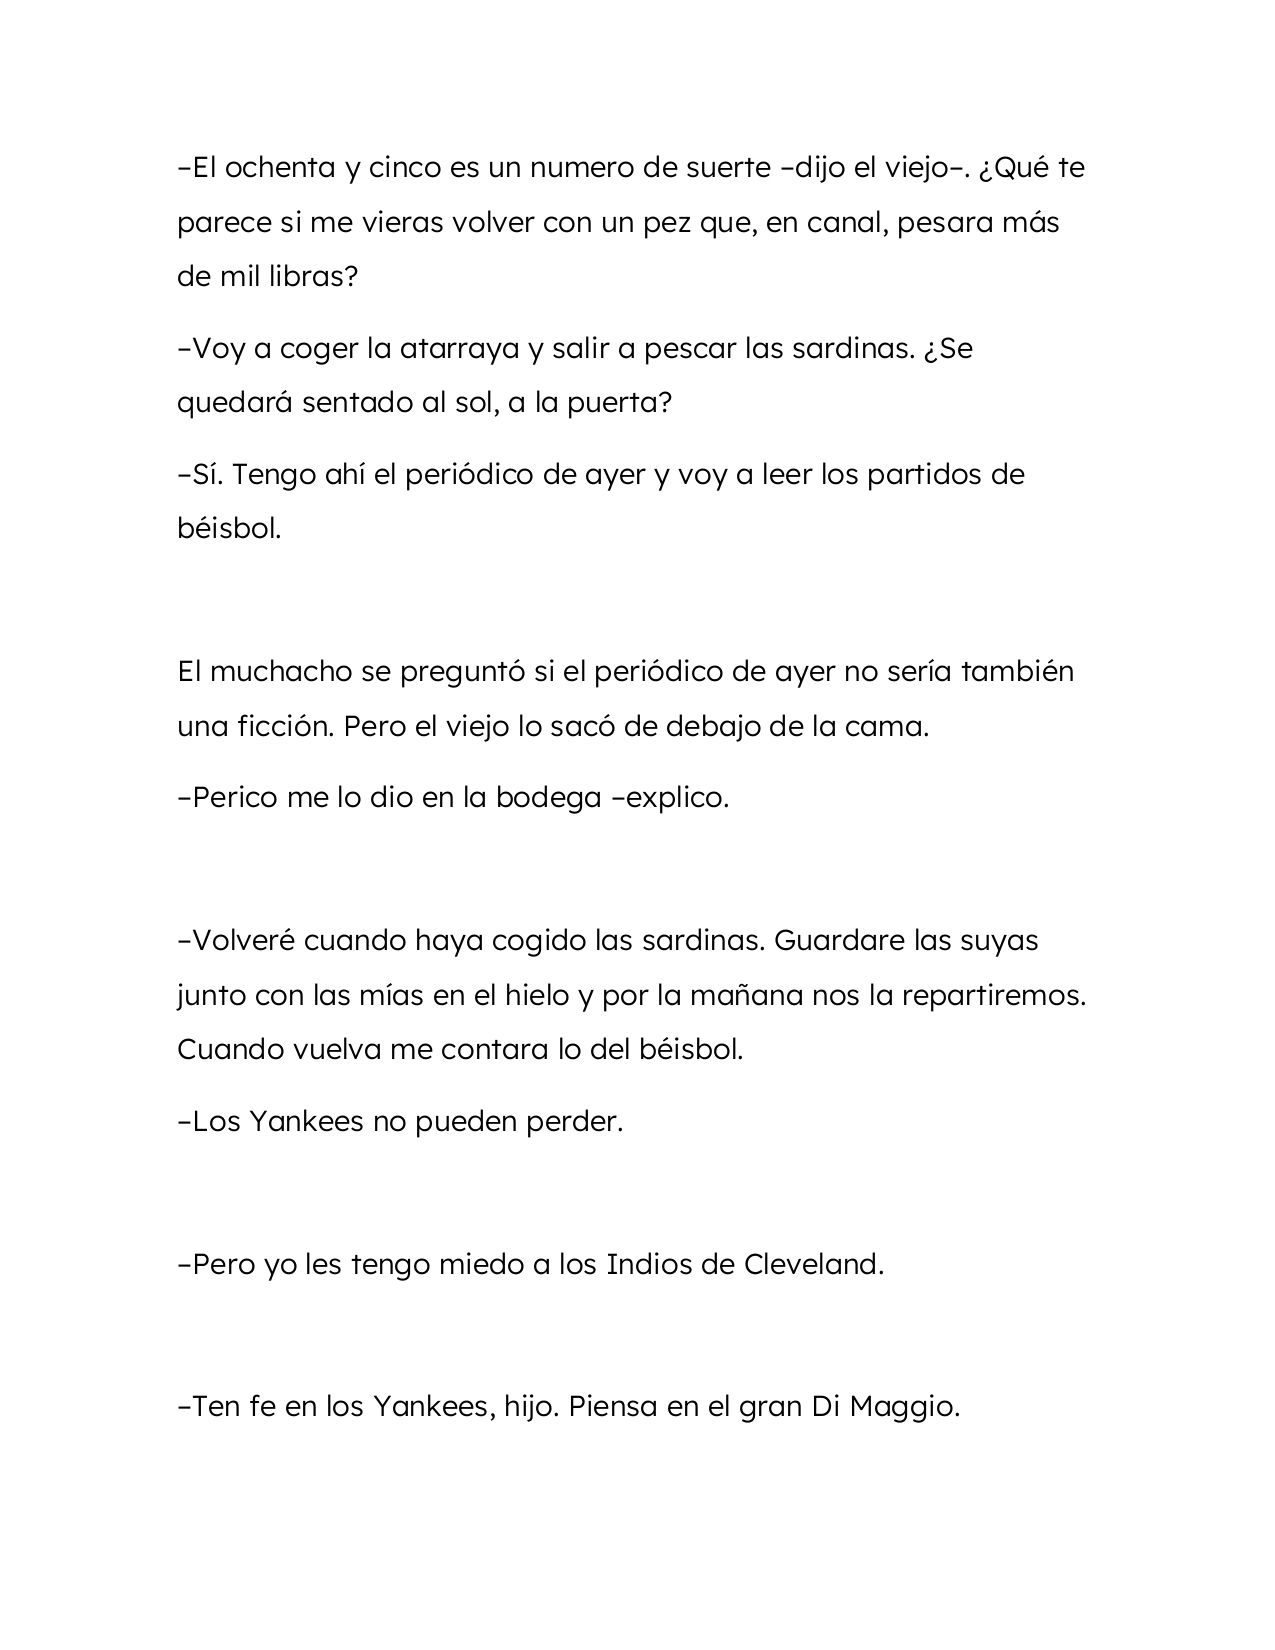 –El ochenta y cinco es un numero de suerte –dijo el viejo–. ¿Qué te
parece si me vieras volver con un pez que, en canal, pesara más
de mil libras?
–Voy a coger la atarraya y salir a pescar las sardinas. ¿Se
quedará sentado al sol, a la puerta?
–Sí. Tengo ahí el periódico de ayer y voy a leer los partidos de
béisbol.
El muchacho se preguntó si el periódico de ayer no sería también
una ficción. Pero el viejo lo sacó de debajo de la cama.
–Perico me lo dio en la bodega –explico.
–Volveré cuando haya cogido las sardinas. Guardare las suyas
junto con las mías en el hielo y por la mañana nos la repartiremos.
Cuando vuelva me contara lo del béisbol.
–Los Yankees no pueden perder.
–Pero yo les tengo miedo a los Indios de Cleveland.
–Ten fe en los Yankees, hijo. Piensa en el gran Di Maggio.